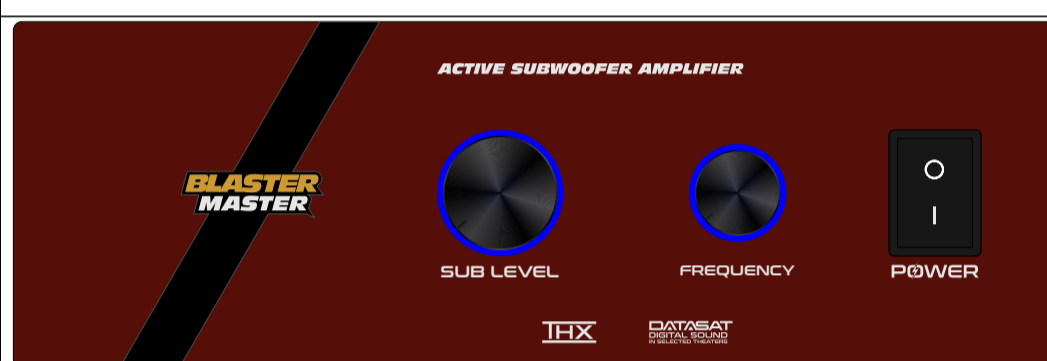 ACTIVE SUBWOOFER AMPLIFIER
BLASTER
MASTER
SUB LEVEL
FREQUENCY
POWER
THX
DATASAT
DIGITAL SOUND
IN SELECTED THEATERS